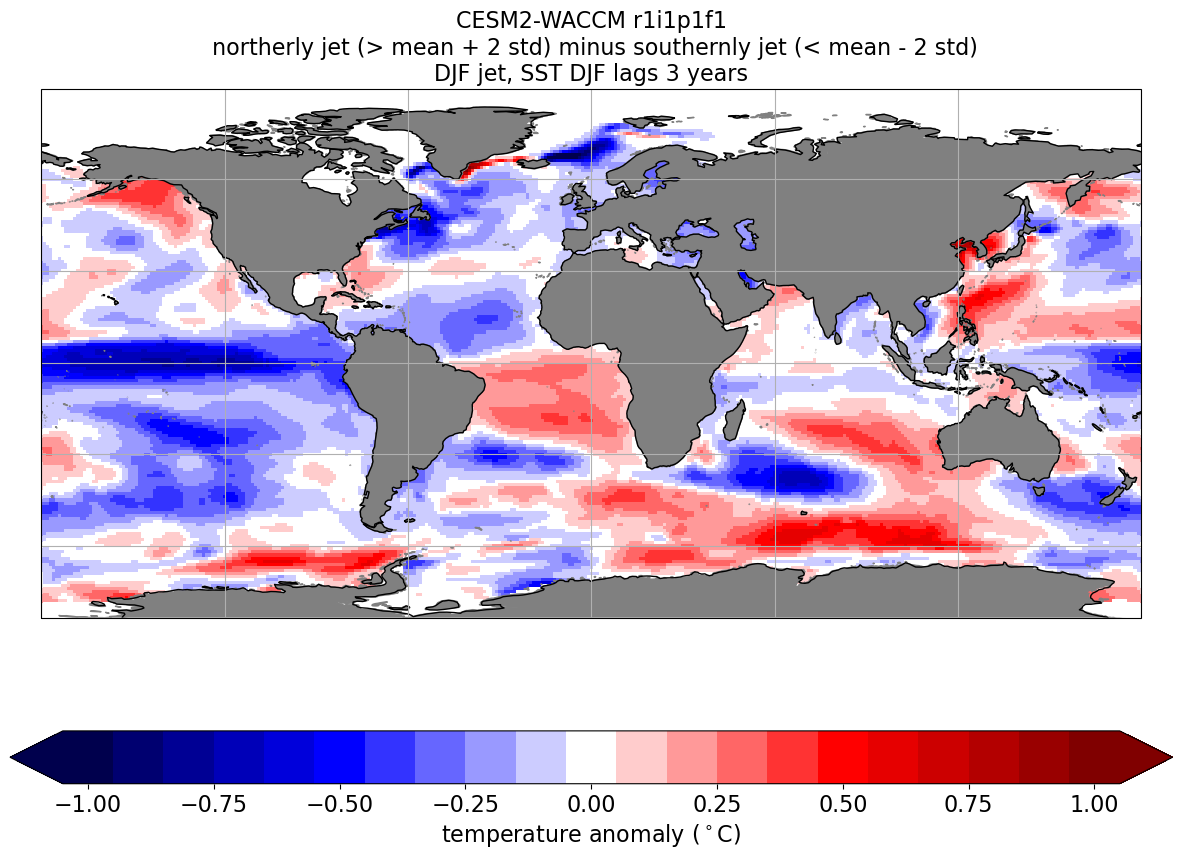 CESM2-WACCM r1i1p1f1
northerly jet (> mean + 2 std) minus southernly jet (< mean - 2 std)
DJF jet, SST DJF lags 3 years
−1.00 −0.75 −0.50 −0.25 0.00 0.25 0.50 0.75 1.00
temperature anomaly (°C)